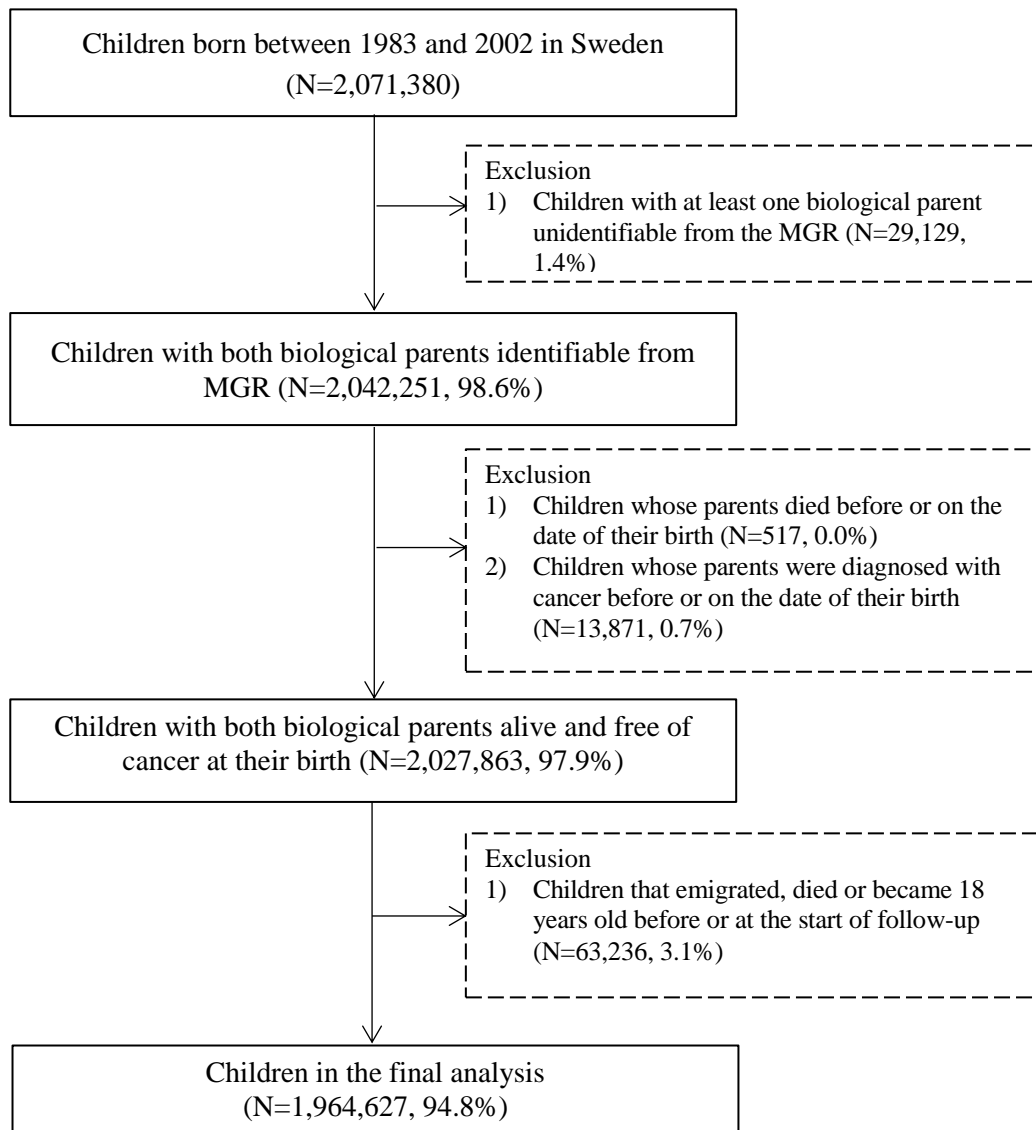 Children born between 1983 and 2002 in Sweden
(N=2,071,380)
Exclusion
1) Children with at least one biological parent
unidentifiable from the MGR (N=29,129,
1.4%)
Children with both biological parents identifiable from
MGR (N=2,042,251, 98.6%)
Exclusion
1) Children whose parents died before or on the
date of their birth (N=517, 0.0%)
2) Children whose parents were diagnosed with
cancer before or on the date of their birth
(N=13,871, 0.7%)
Children with both biological parents alive and free of
cancer at their birth (N=2,027,863, 97.9%)
Exclusion
1) Children that emigrated, died or became 18
years old before or at the start of follow-up
(N=63,236, 3.1%)
Children in the final analysis
(N=1,964,627, 94.8%)